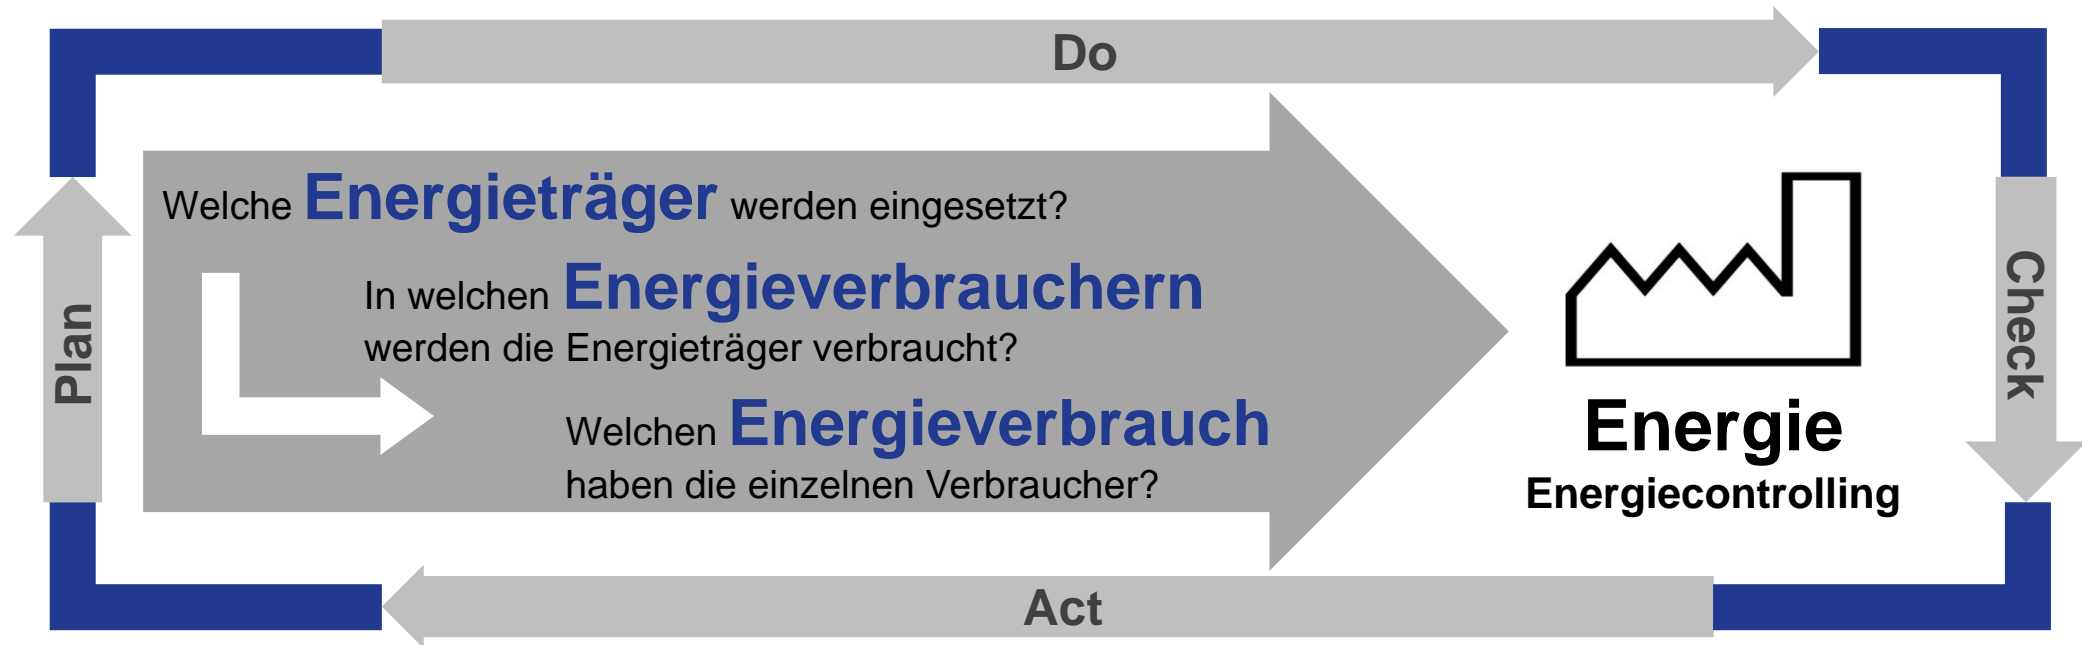 Do
Welche Energieträger werden eingesetzt?
In welchen Energieverbrauchern
werden die Energieträger verbraucht?
Welchen Energieverbrauch
haben die einzelnen Verbraucher?
Plan
Energie
Energiecontrolling
Check
Act